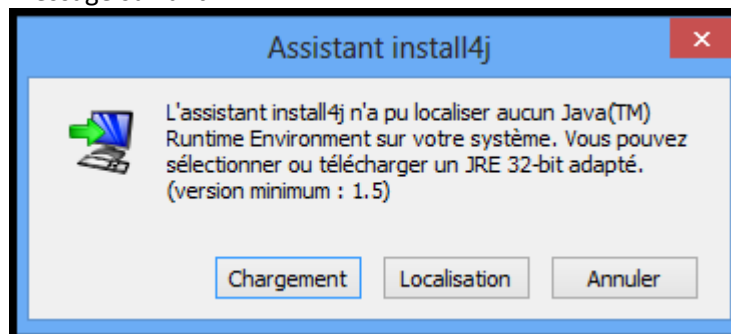 Assistant install4j
L'assistant install4j n'a pu localiser aucun Java(TM)
Runtime Environment sur votre système. Vous pouvez
sélectionner ou télécharger un JRE 32-bit adapté.
(version minimum : 1.5)
Chargement Localisation Annuler